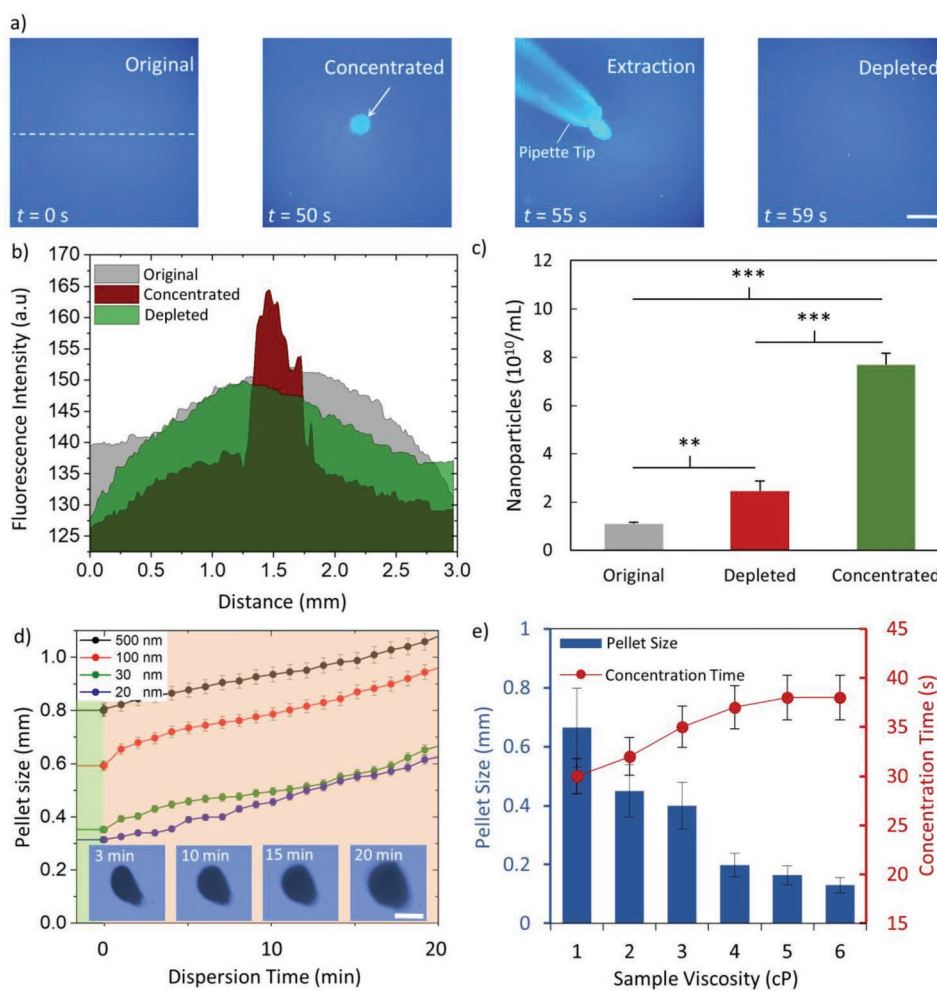 a)
Original
Concentrated
Extraction
Depleted
Pipette Tip
t = 0 s
t = 50 s
t = 55 s
t = 59 s
b)
170
165
160
155
150
145
140
135
130
125
Fluorescence Intensity (a.u)
Original
Concentrated
Depleted
0.0 0.5 1.0 1.5 2.0 2.5 3.0
Distance (mm)
c)
12
10
8
6
4
2
0
Nanoparticles (10¹⁰/mL)
***
***
**
Original Depleted Concentrated
d)
500 nm
100 nm
30 nm
20 nm
1.0
0.8
0.6
0.4
0.2
0.0
Pellet size (mm)
3 min
10 min
15 min
20 min
0 10 20
Dispersion Time (min)
e)
Pellet Size
Concentration Time
1
0.8
0.6
0.4
0.2
0
Pellet Size (mm)
45
40
35
30
25
20
15
Concentration Time (s)
1 2 3 4 5 6
Sample Viscosity (cP)